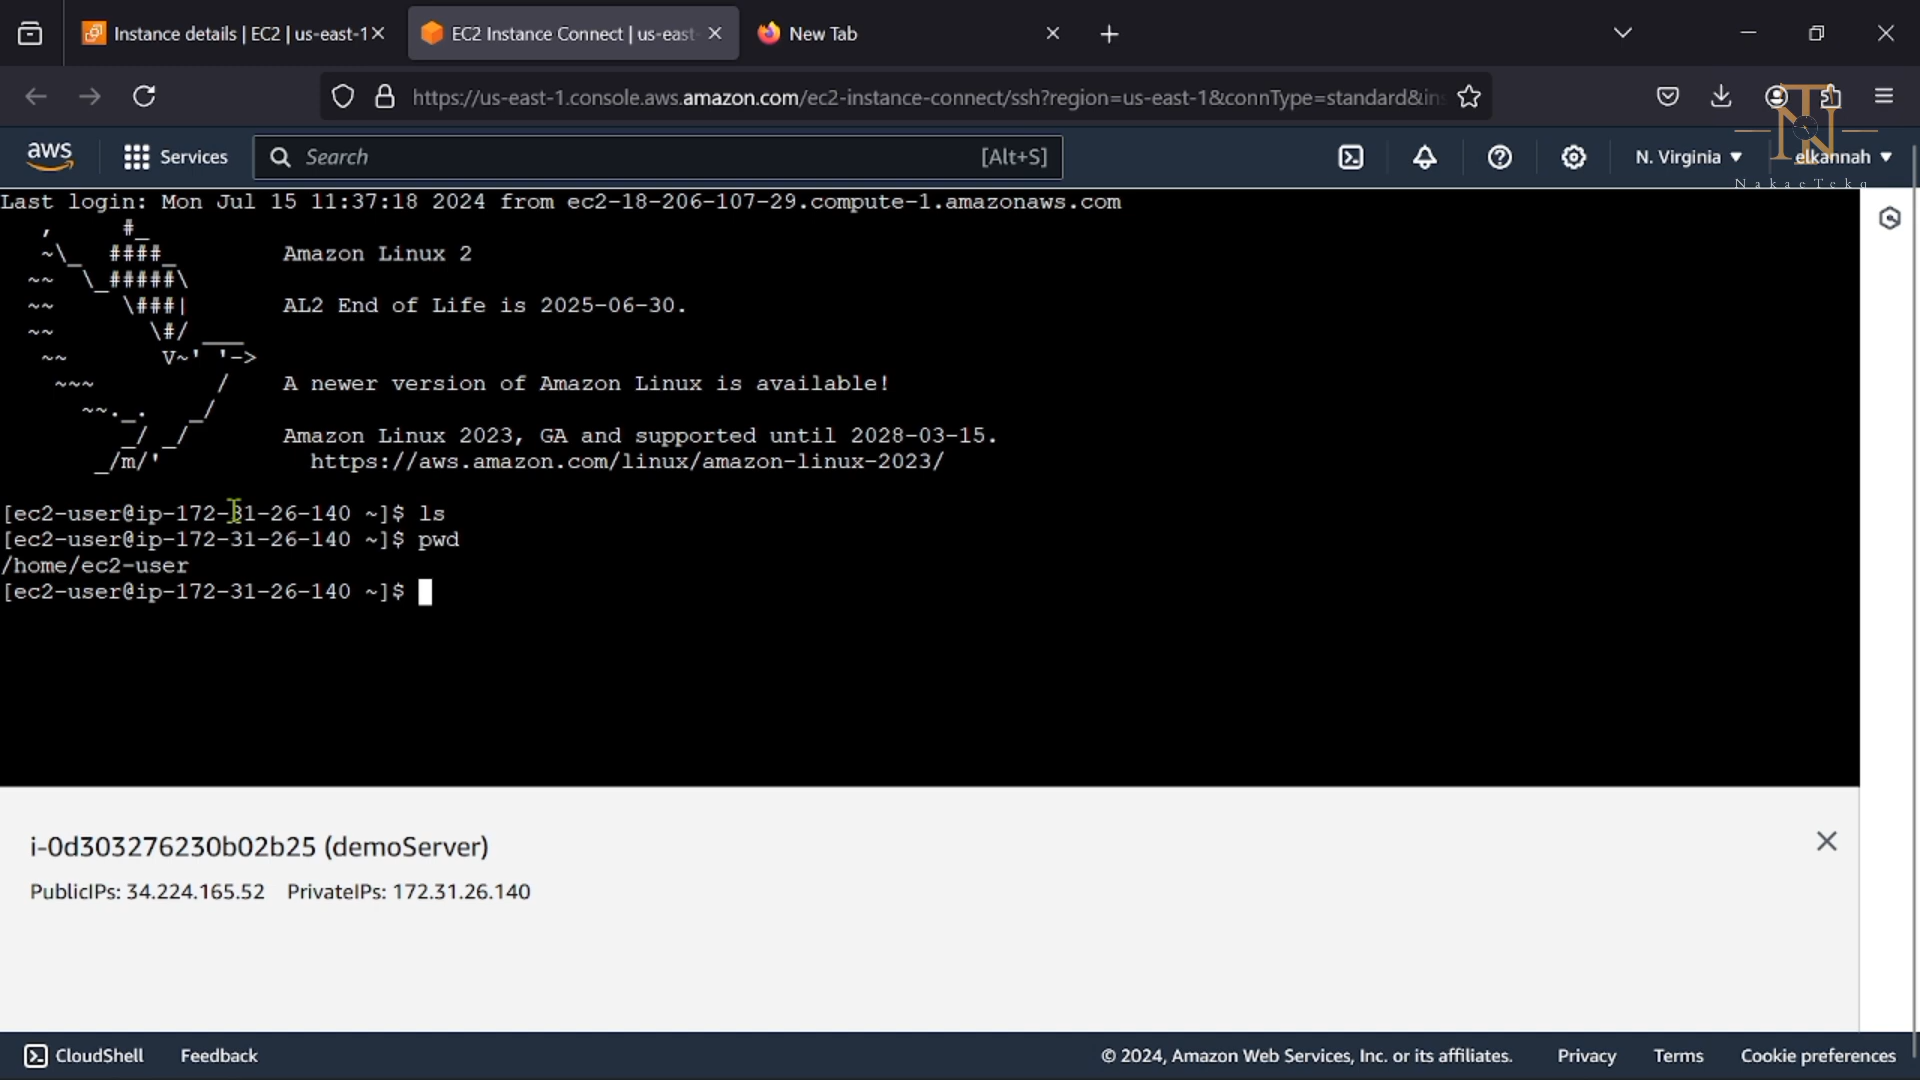 Instance details | EC2 | us-east-1
EC2 Instance Connect | us-east-
New Tab
https://us-east-1.console.aws.amazon.com/ec2-instance-connect/ssh?region=us-east-1&connType=standard&ins
aws
Services
Search
[Alt+S]
N. Virginia
elkannah
TN
NakaeTekq
Last login: Mon Jul 15 11:37:18 2024 from ec2-18-206-107-29.compute-1.amazonaws.com
   ,     #_
   ~\_  ####_        Amazon Linux 2
  ~~  \_#####\
  ~~     \###|       AL2 End of Life is 2025-06-30.
  ~~       \#/ ___
   ~~       V~' '->
    ~~~         /    A newer version of Amazon Linux is available!
      ~~._.   _/
         _/ _/       Amazon Linux 2023, GA and supported until 2028-03-15.
       _/m/'           https://aws.amazon.com/linux/amazon-linux-2023/
[ec2-user@ip-172-31-26-140 ~]$ ls
[ec2-user@ip-172-31-26-140 ~]$ pwd
/home/ec2-user
[ec2-user@ip-172-31-26-140 ~]$
i-0d303276230b02b25 (demoServer)
PublicIPs: 34.224.165.52 PrivateIPs: 172.31.26.140
CloudShell
Feedback
© 2024, Amazon Web Services, Inc. or its affiliates.
Privacy
Terms
Cookie preferences